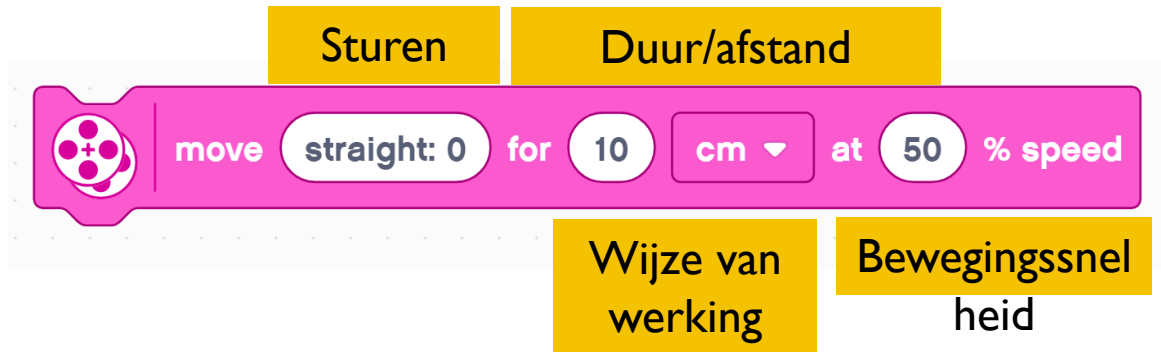 Sturen
Duur/afstand
move straight: 0 for 10 cm at 50 % speed
Wijze van
werking
Bewegingssnel
heid